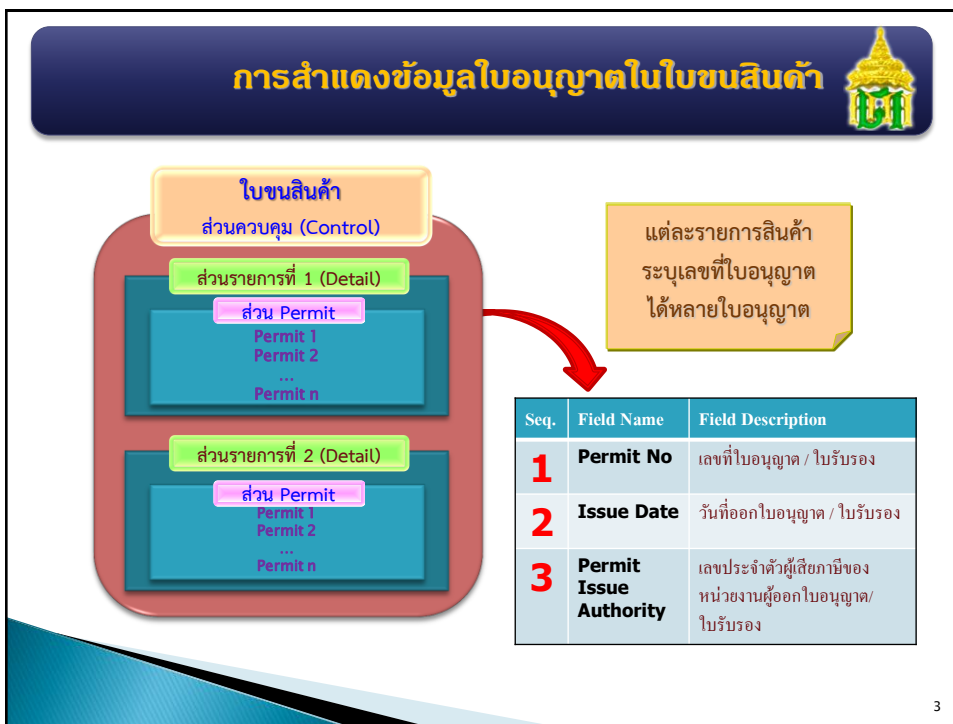 การสำแดงข้อมูลใบอนุญาตในใบขนสินค้า
ใบขนสินค้า
ส่วนควบคุม (Control)
ส่วนรายการที่ 1 (Detail)
ส่วน Permit
Permit 1
Permit 2
...
Permit n
ส่วนรายการที่ 2 (Detail)
ส่วน Permit
Permit 1
Permit 2
...
Permit n
แต่ละรายการสินค้า
ระบุเลขที่ใบอนุญาต
ได้หลายใบอนุญาต
Seq. Field Name Field Description
1 Permit No เลขที่ใบอนุญาต / ใบรับรอง
2 Issue Date วันที่ออกใบอนุญาต / ใบรับรอง
3 Permit Issue Authority เลขประจำตัวผู้เสียภาษีของ
หน่วยงานผู้ออกใบอนุญาต/
ใบรับรอง
3